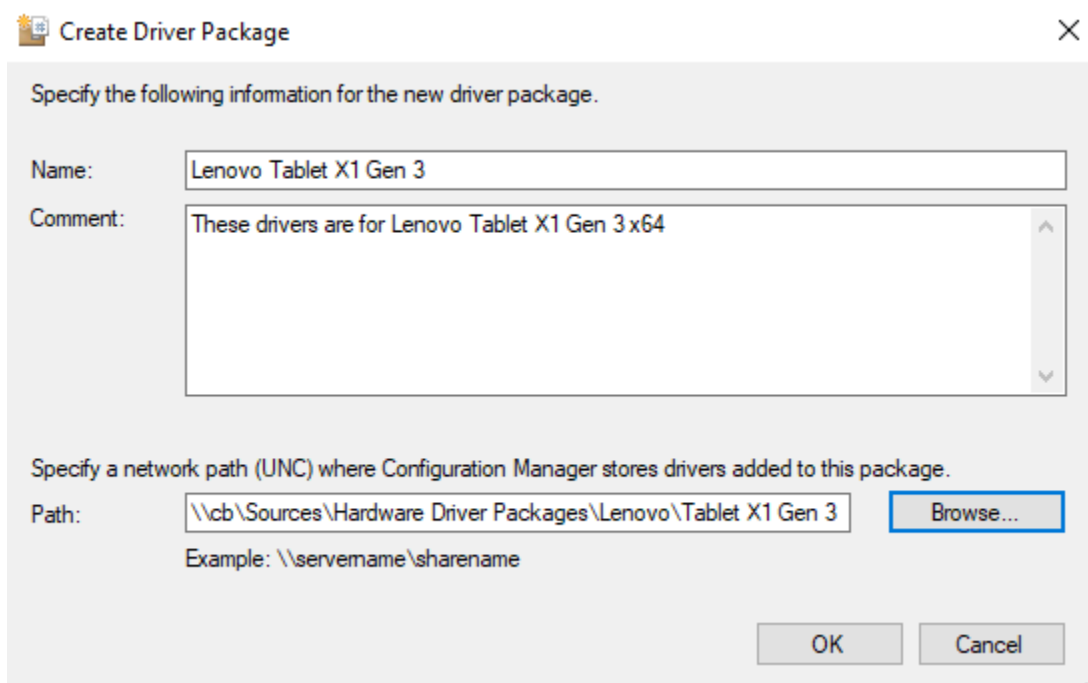 Create Driver Package
Specify the following information for the new driver package.
Name: Lenovo Tablet X1 Gen 3
Comment: These drivers are for Lenovo Tablet X1 Gen 3 x64
Specify a network path (UNC) where Configuration Manager stores drivers added to this package.
Path: \\cb\Sources\Hardware Driver Packages\Lenovo\Tablet X1 Gen 3 Browse...
Example: \\servername\sharename
OK Cancel